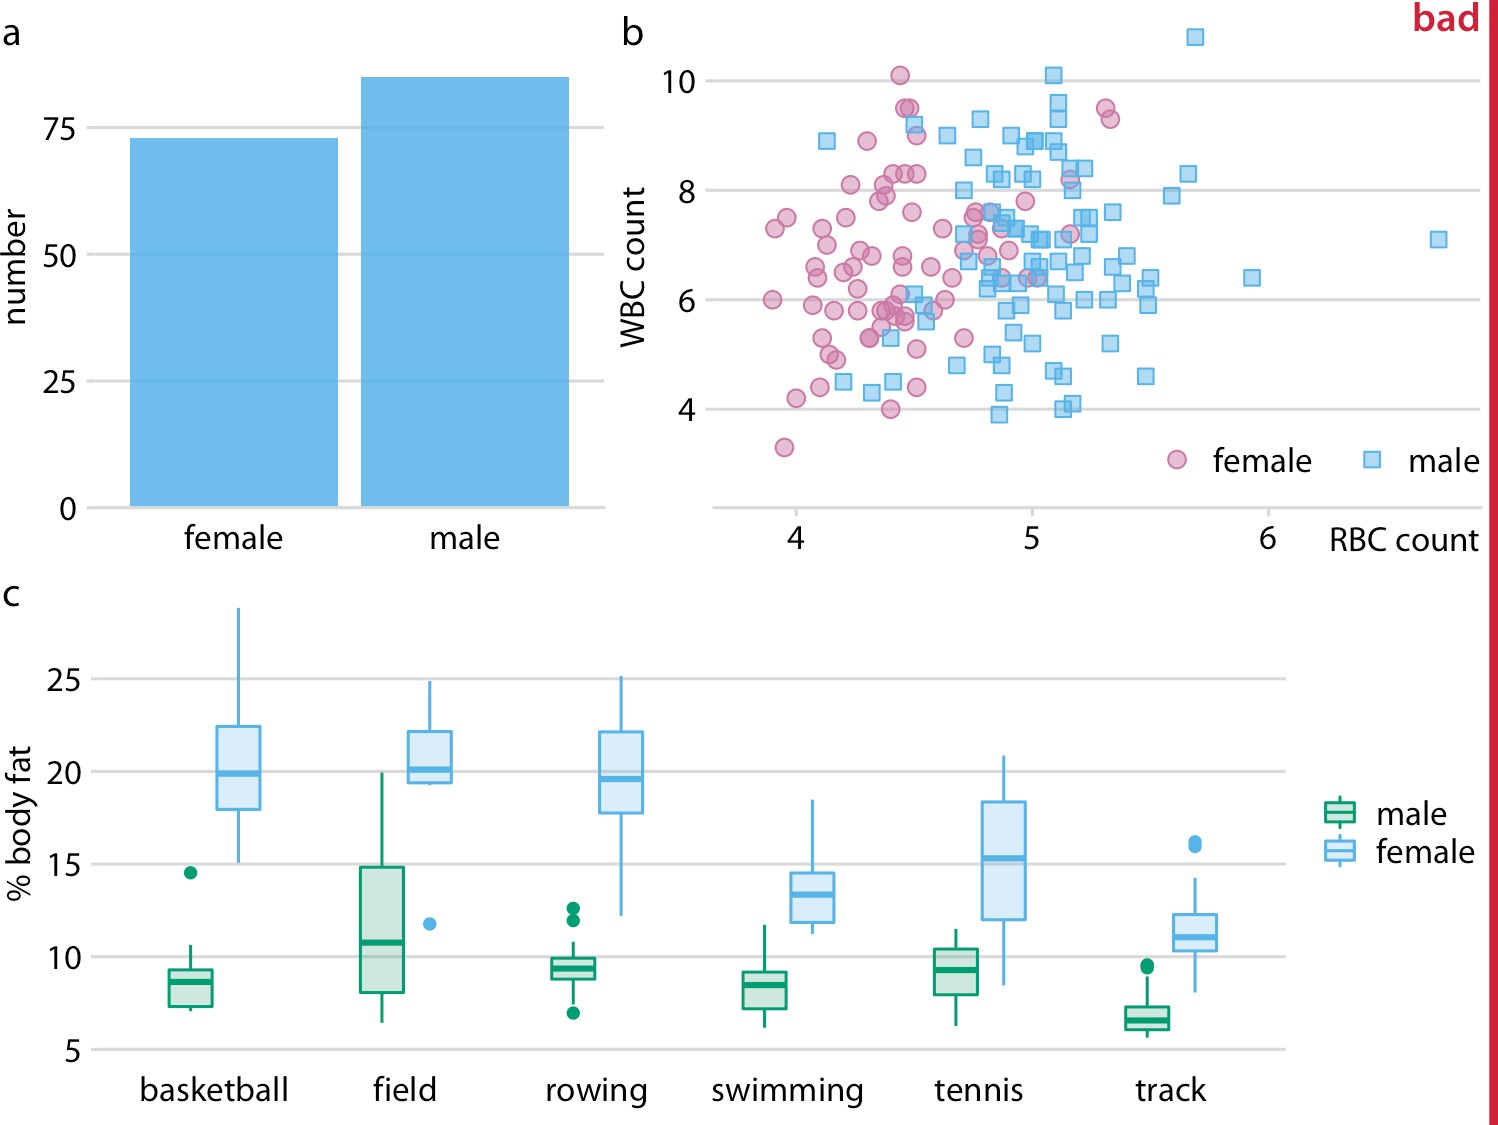 a
75
50
25
0
number
female male
b
bad
10
8
6
4
WBC count
female male
4 5 6 RBC count
c
25
20
15
10
5
% body fat
male
female
basketball field rowing swimming tennis track